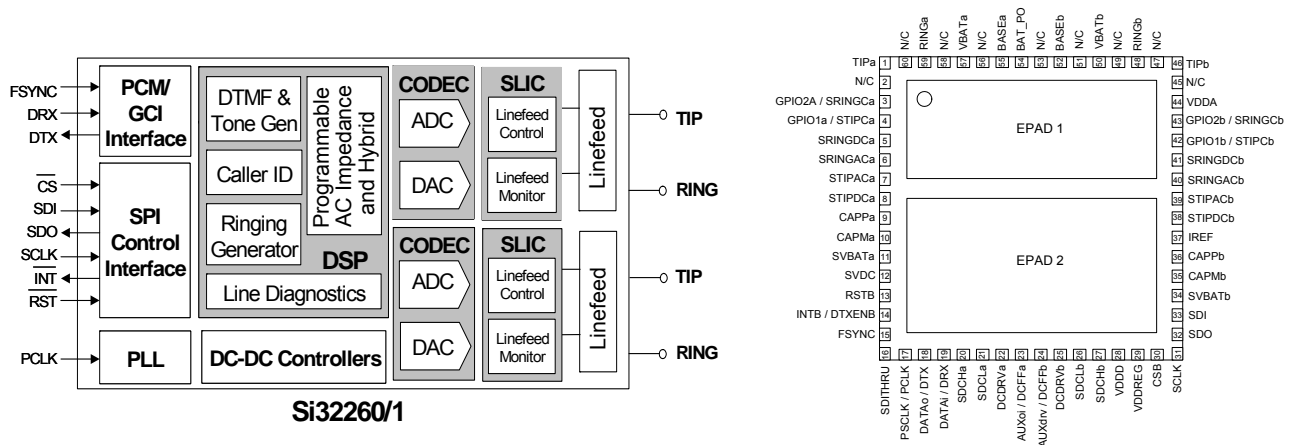 FSYNC
DRX
DTX
PCM/
GCI
Interface
CS
SDI
SDO
SCLK
INT
RST
SPI
Control
Interface
PCLK
PLL
DTMF &
Tone Gen
Caller ID
Ringing
Generator
Programmable
AC Impedance
and Hybrid
DSP
Line Diagnostics
DC-DC Controllers
CODEC
ADC
DAC
SLIC
Linefeed
Control
Linefeed
Monitor
Linefeed
TIP
RING
CODEC
ADC
DAC
SLIC
Linefeed
Control
Linefeed
Monitor
Linefeed
TIP
RING
Si32260/1
N/C
RINGa
N/C
VBATa
N/C
BASEa
BAT_PO
N/C
BASEb
N/C
VBATb
N/C
RINGb
N/C
60
59
58
57
56
55
54
53
52
51
50
49
48
47
TIPa 1
N/C 2
GPIO2A / SRINGCa 3
GPIO1a / STIPCa 4
SRINGDCa 5
SRINGACa 6
STIPACa 7
STIPDCa 8
CAPPa 9
CAPMa 10
SVBATa 11
SVDC 12
RSTB 13
INTB / DTXENB 14
FSYNC 15
EPAD 1
EPAD 2
46 TIPb
45 N/C
44 VDDA
43 GPIO2b / SRINGCb
42 GPIO1b / STIPCb
41 SRINGDCb
40 SRINGACb
39 STIPACb
38 STIPDCb
37 IREF
36 CAPPb
35 CAPMb
34 SVBATb
33 SDI
32 SDO
16
17
18
19
20
21
22
23
24
25
26
27
28
29
30
31
SDITHRU
PSCLK / PCLK
DATAo / DTX
DATAi / DRX
SDCHa
SDCLa
DCDRVa
AUXoi / DCFFa
AUXdrv / DCFFb
DCDRVb
SDCLb
SDCHb
VDDD
VDDREG
CSB
SCLK